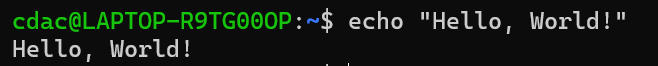 cdac@LAPTOP-R9TG00OP:~$ echo "Hello, World!"
Hello, World!